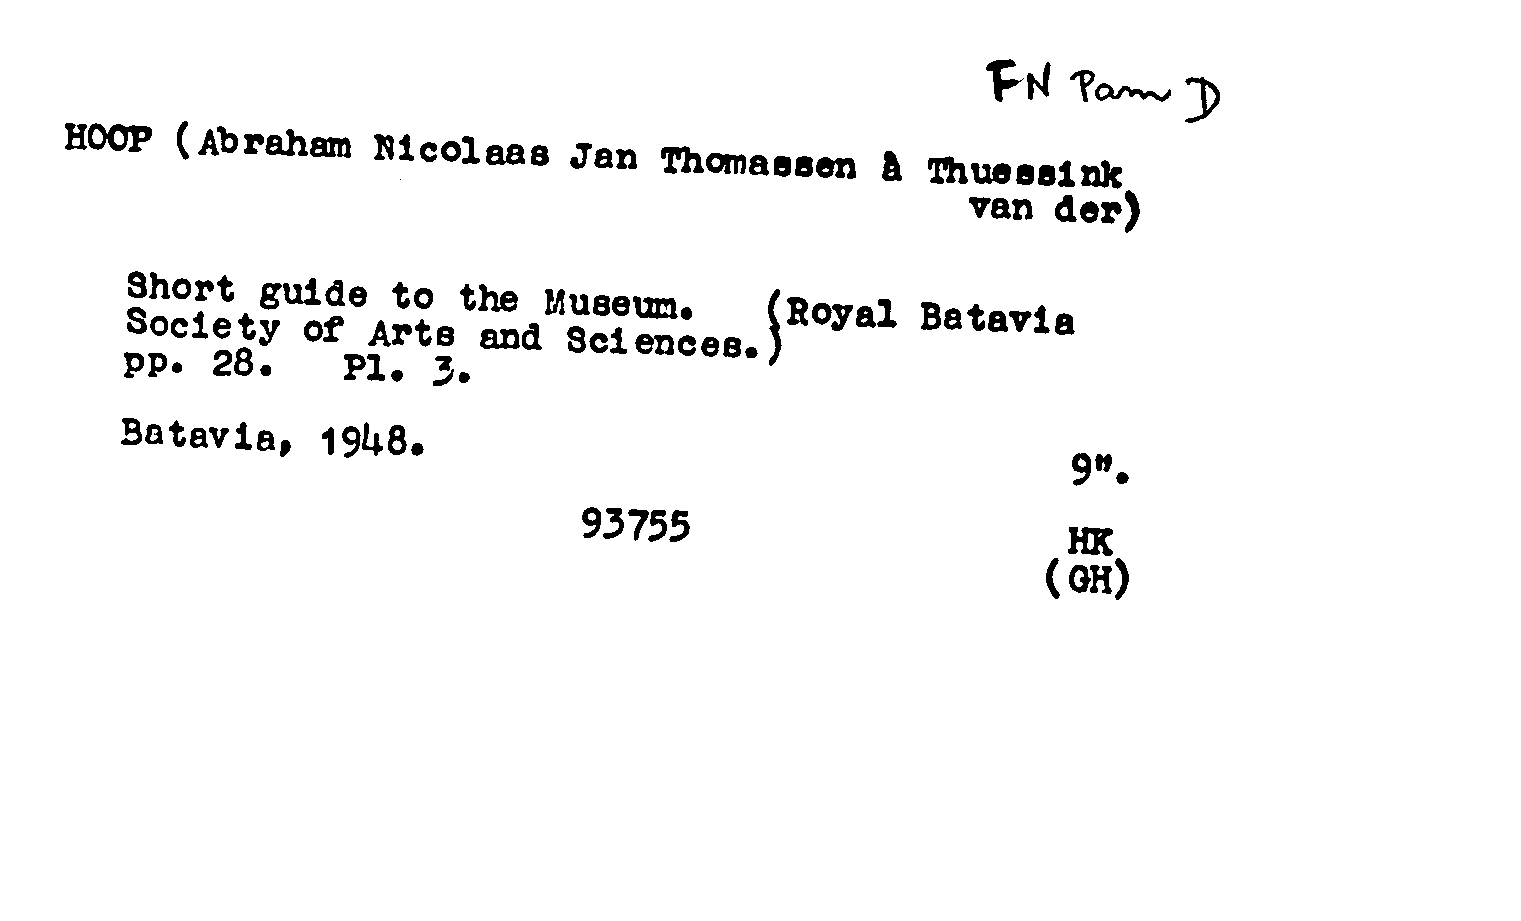 FN Pam D
HOOP (Abraham Nicolaas Jan Thomassen à Thuessink
van der)
Short guide to the Museum. (Royal Batavia
Society of Arts and Sciences.)
pp. 28. Pl. 3.
Batavia, 1948.
9".
93755
HK
(GH)